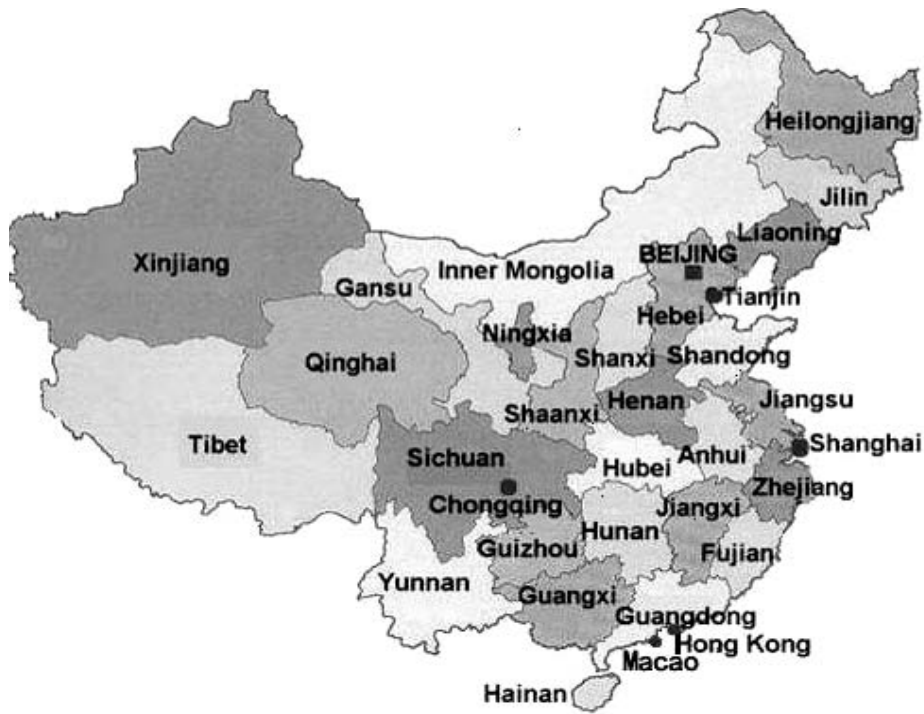 Heilongjiang
Jilin
Liaoning
BEIJING
Xinjiang
Inner Mongolia
Gansu
Tianjin
Hebei
Ningxia
Shanxi
Shandong
Qinghai
Jiangsu
Henan
Shaanxi
Shanghai
Tibet
Sichuan
Anhui
Hubei
Zhejiang
Chongqing
Jiangxi
Hunan
Guizhou
Fujian
Yunnan
Guangxi
Guangdong
Hong Kong
Macao
Hainan